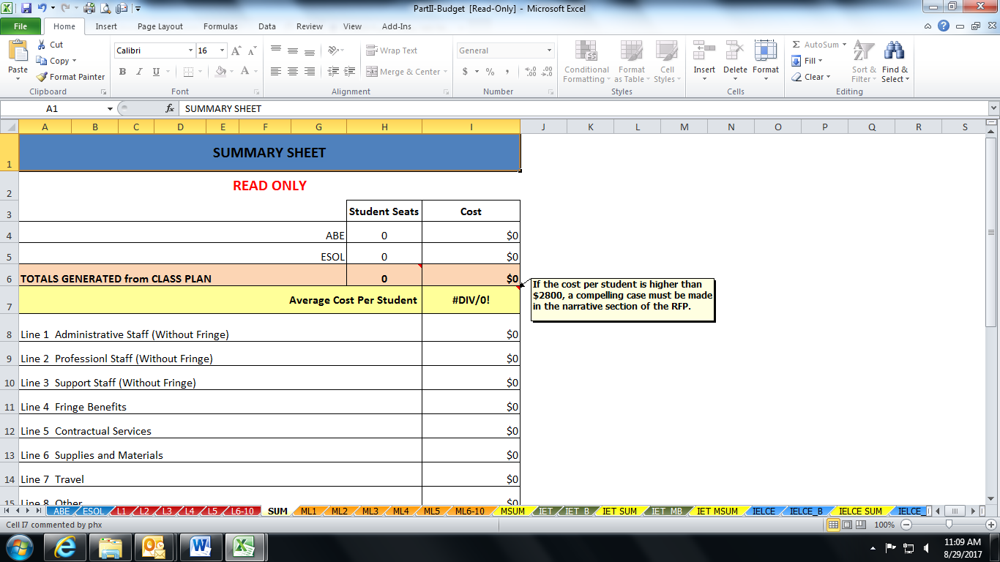 PartII-Budget [Read-Only] - Microsoft Excel
File Home Insert Page Layout Formulas Data Review View Add-Ins
Cut
Copy
Format Painter
Paste
Clipboard
Calibri 16
B I U
Font
Wrap Text
Merge & Center
Alignment
General
$ % ,
Number
Conditional Formatting
Format as Table
Cell Styles
Styles
Insert Delete Format
Cells
AutoSum
Fill
Clear
Sort & Filter
Find & Select
Editing
A1 fx SUMMARY SHEET
A B C D E F G H I J K L M N O P Q R S
1 SUMMARY SHEET
2 READ ONLY
3 Student Seats Cost
4 ABE 0 $0
5 ESOL 0 $0
6 TOTALS GENERATED from CLASS PLAN 0 $0
If the cost per student is higher than
$2800, a compelling case must be made
in the narrative section of the RFP.
7 Average Cost Per Student #DIV/0!
8 Line 1 Administrative Staff (Without Fringe) $0
9 Line 2 Professionl Staff (Without Fringe) $0
10 Line 3 Support Staff (Without Fringe) $0
11 Line 4 Fringe Benefits $0
12 Line 5 Contractual Services $0
13 Line 6 Supplies and Materials $0
14 Line 7 Travel $0
15 Line 8 Other $0
ABE ESOL L1 L2 L3 L4 L5 L6-10 SUM ML1 ML2 ML3 ML4 ML5 ML6-10 MSUM IET IET B IET SUM IET MB IET MSUM IELCE IELCE_B IELCE SUM IELCE_
Cell I7 commented by phx 100%
11:09 AM
8/29/2017